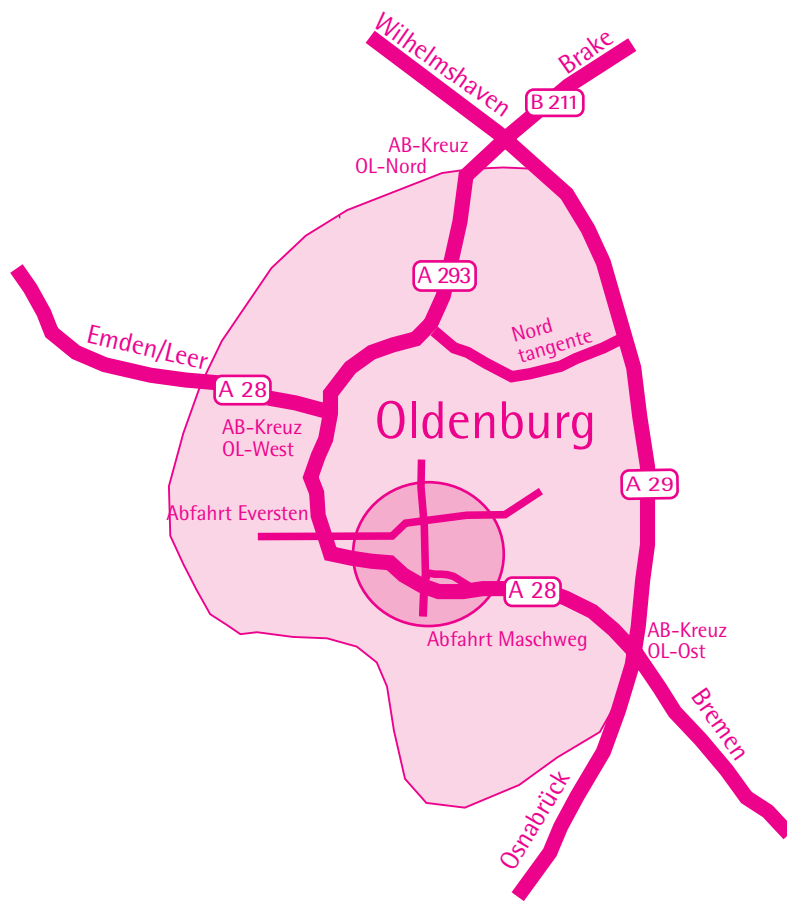 Wilhelmshaven
Brake
B 211
AB-Kreuz
OL-Nord
A 293
Nord
tangente
Emden/Leer
A 28
AB-Kreuz
OL-West
Oldenburg
A 29
Abfahrt Eversten
A 28
Abfahrt Maschweg
AB-Kreuz
OL-Ost
Bremen
Osnabrück